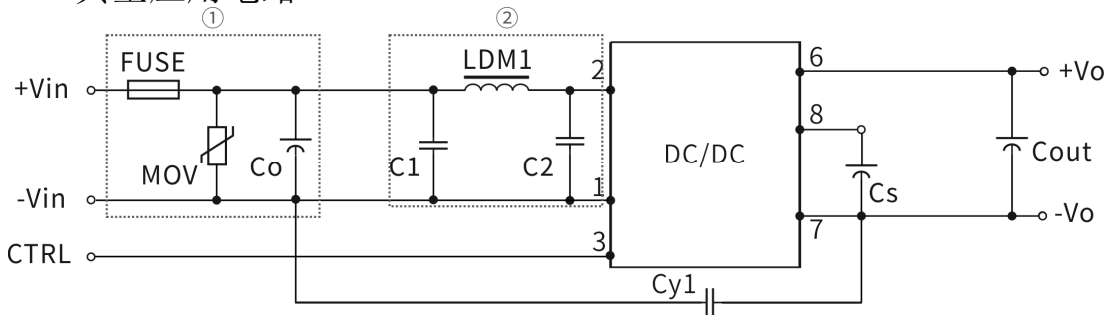 ① ②
FUSE LDM1
+Vin 2 6 +Vo
8
MOV Co C1 C2 DC/DC Cout
-Vin 1 Cs -Vo
7
CTRL 3
Cy1